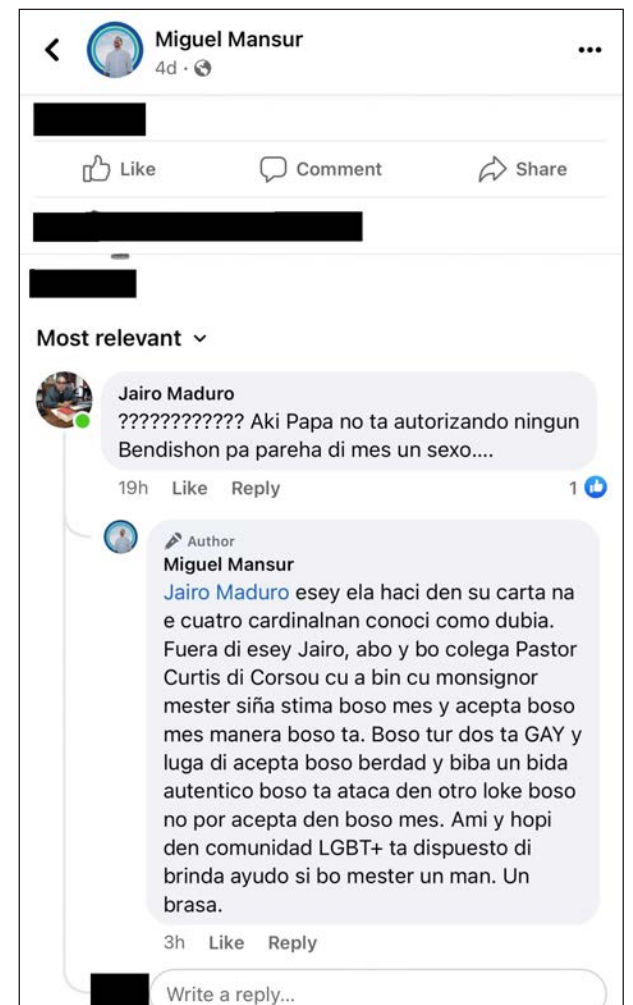 Miguel Mansur
4d
Like Comment Share
Most relevant
Jairo Maduro
???????????? Aki Papa no ta autorizando ningun
Bendishon pa pareha di mes un sexo....
19h Like Reply 1
Author
Miguel Mansur
Jairo Maduro esey ela haci den su carta na
e cuatro cardinalnan conoci como dubia.
Fuera di esey Jairo, abo y bo colega Pastor
Curtis di Corsou cu a bin cu monsignor
mester siña stima boso mes y acepta boso
mes manera boso ta. Boso tur dos ta GAY y
luga di acepta boso berdad y biba un bida
autentico boso ta ataca den otro loke boso
no por acepta den boso mes. Ami y hopi
den comunidad LGBT+ ta dispuesto di
brinda ayudo si bo mester un man. Un
brasa.
3h Like Reply
Write a reply...